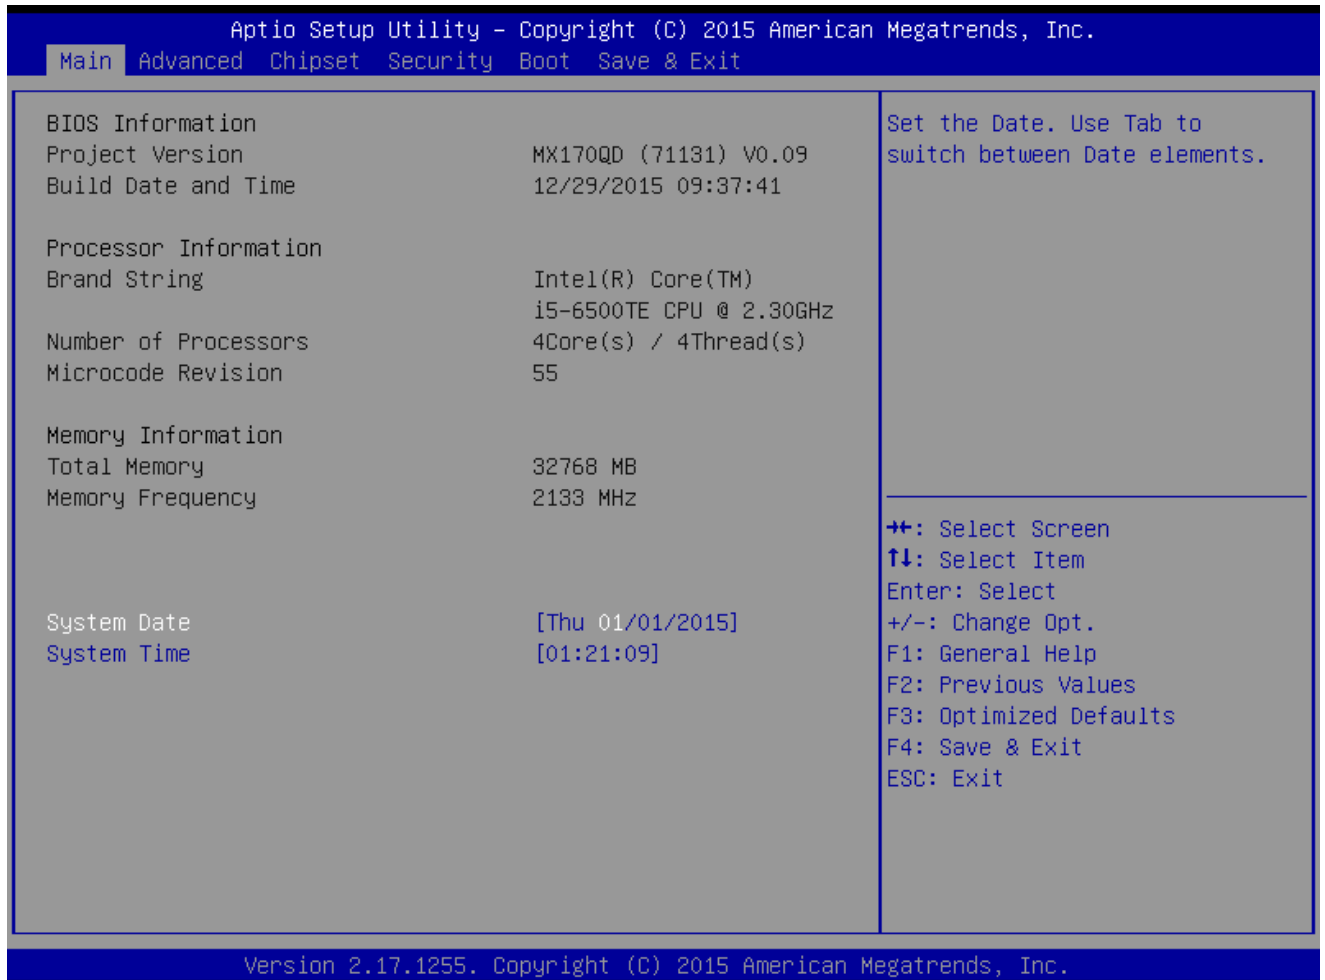 Aptio Setup Utility – Copyright (C) 2015 American Megatrends, Inc.
Main Advanced Chipset Security Boot Save & Exit
BIOS Information
Project Version MX170QD (71131) V0.09
Build Date and Time 12/29/2015 09:37:41
Processor Information
Brand String Intel(R) Core(TM)
i5-6500TE CPU @ 2.30GHz
Number of Processors 4Core(s) / 4Thread(s)
Microcode Revision 55
Memory Information
Total Memory 32768 MB
Memory Frequency 2133 MHz
System Date [Thu 01/01/2015]
System Time [01:21:09]
Set the Date. Use Tab to
switch between Date elements.
→←: Select Screen
↑↓: Select Item
Enter: Select
+/-: Change Opt.
F1: General Help
F2: Previous Values
F3: Optimized Defaults
F4: Save & Exit
ESC: Exit
Version 2.17.1255. Copyright (C) 2015 American Megatrends, Inc.